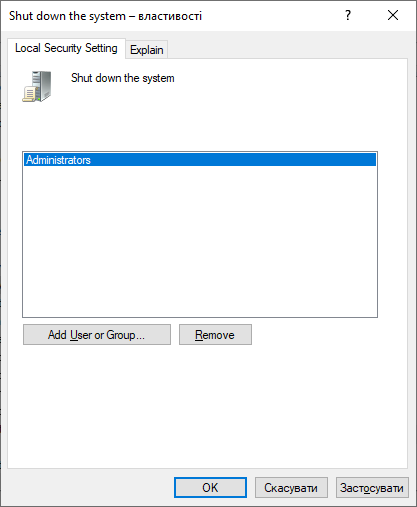 Shut down the system – властивості
Local Security Setting
Explain
Shut down the system
Administrators
Add User or Group...
Remove
OK
Скасувати
Застосувати